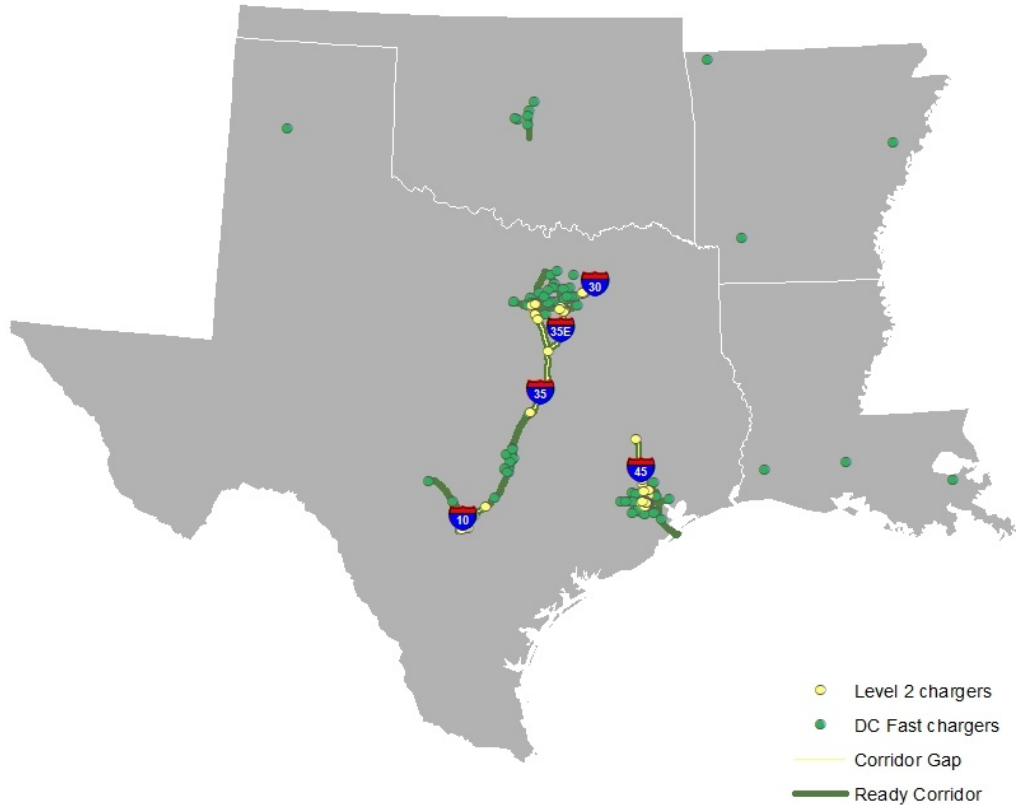 30
35E
35
45
10
Level 2 chargers
DC Fast chargers
Corridor Gap
Ready Corridor